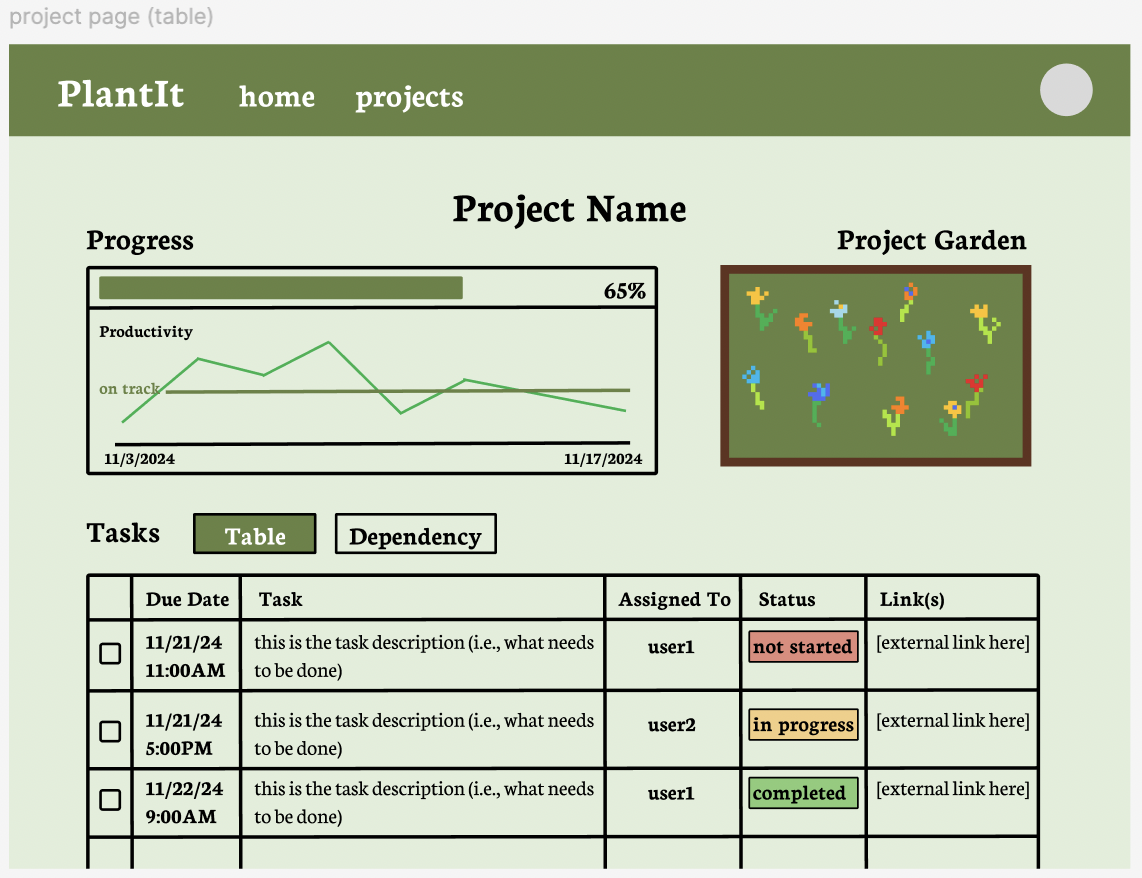 project page (table)
PlantIt home projects
Project Name
Progress
Project Garden
65%
Productivity
on track
11/3/2024 11/17/2024
Tasks Table Dependency
Due Date Task Assigned To Status Link(s)
11/21/24 this is the task description (i.e., what needs user1 not started [external link here]
11:00AM to be done)
11/21/24 this is the task description (i.e., what needs user2 in progress [external link here]
5:00PM to be done)
11/22/24 this is the task description (i.e., what needs user1 completed [external link here]
9:00AM to be done)